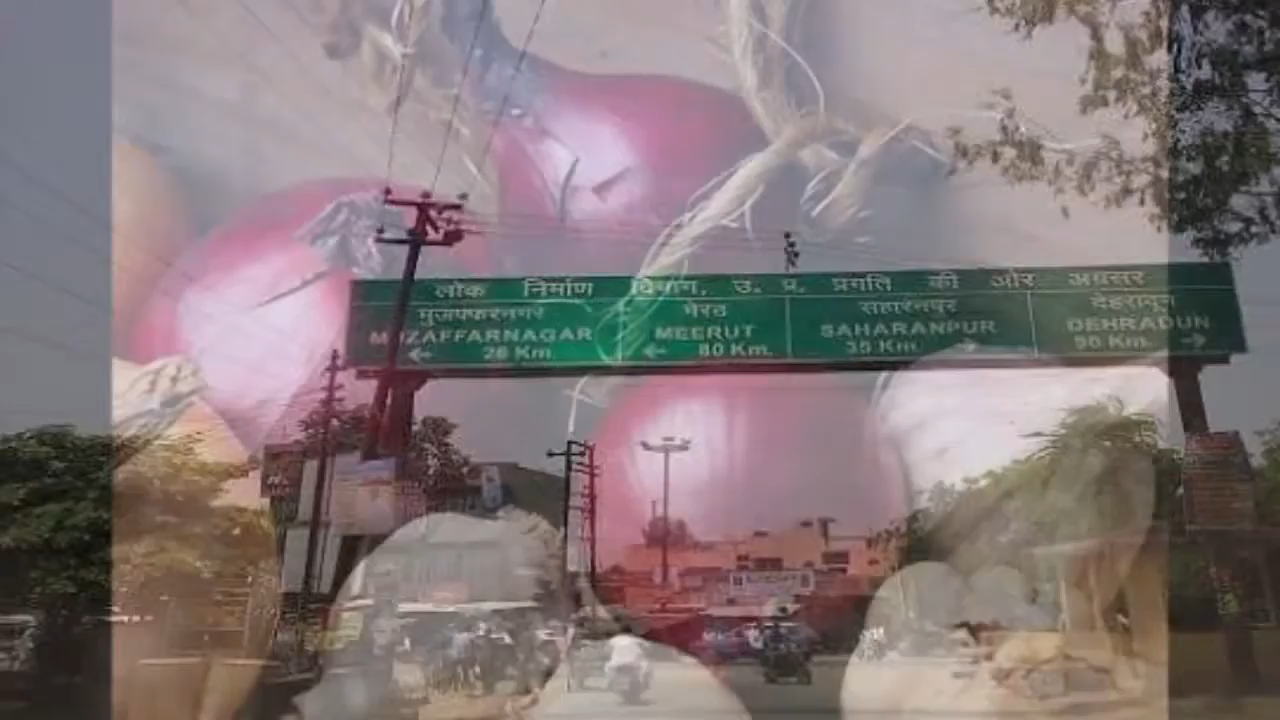 लोक निर्माण विभाग, उ. प्र. प्रगति की ओर अग्रसर
मुजफ्फरनगर मेरठ सहारनपुर देहरादून
MUZAFFARNAGAR MEERUT SAHARANPUR DEHRADUN
26 Km. 80 Km. 35 Km. 90 Km.